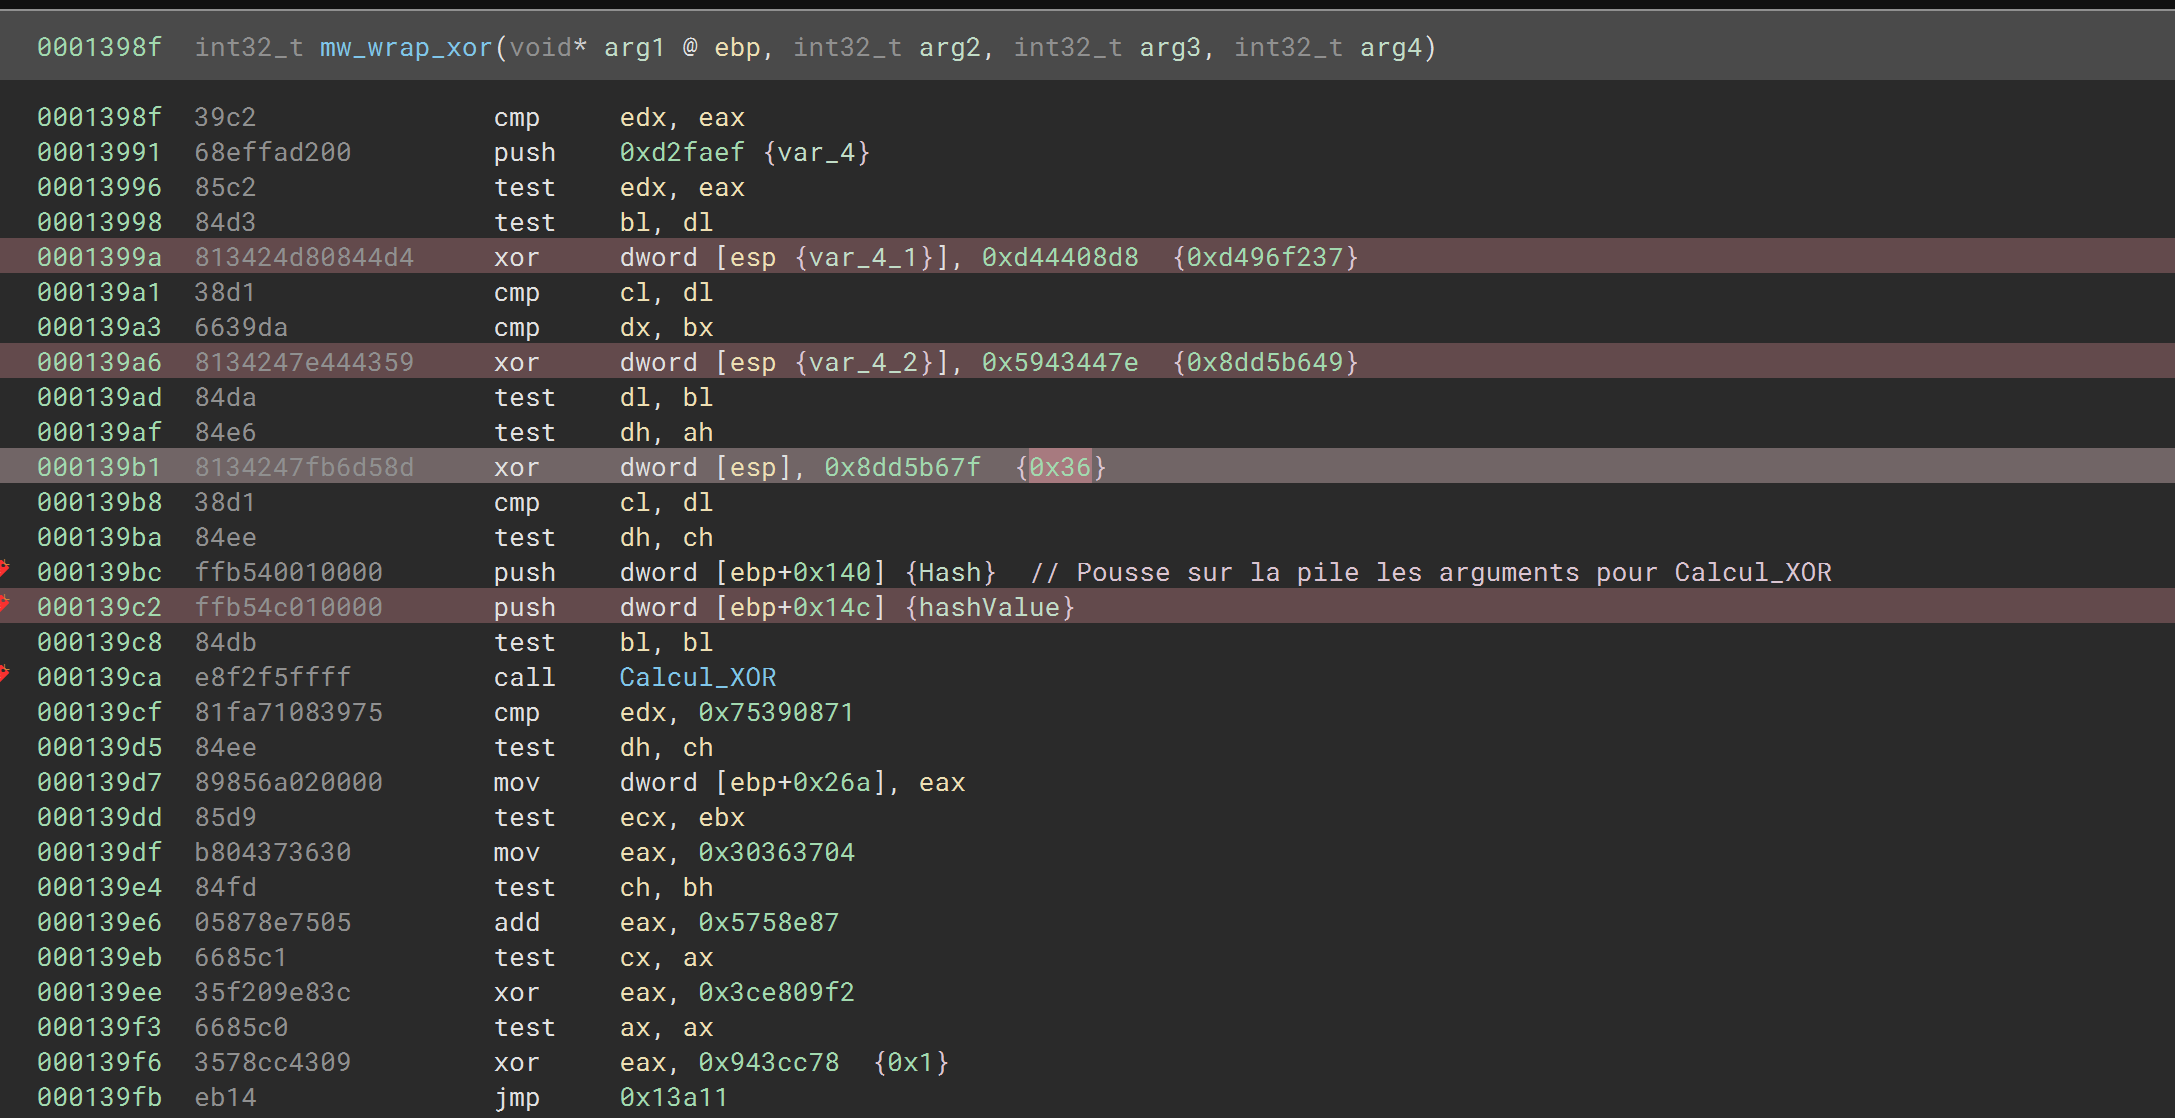 0001398f int32_t mw_wrap_xor(void* arg1 @ ebp, int32_t arg2, int32_t arg3, int32_t arg4)
0001398f 39c2 cmp edx, eax
00013991 68effad200 push 0xd2faef {var_4}
00013996 85c2 test edx, eax
00013998 84d3 test bl, dl
0001399a 813424d80844d4 xor dword [esp {var_4_1}], 0xd44408d8 {0xd496f237}
000139a1 38d1 cmp cl, dl
000139a3 6639da cmp dx, bx
000139a6 8134247e444359 xor dword [esp {var_4_2}], 0x5943447e {0x8dd5b649}
000139ad 84da test dl, bl
000139af 84e6 test dh, ah
000139b1 8134247fb6d58d xor dword [esp], 0x8dd5b67f {0x36}
000139b8 38d1 cmp cl, dl
000139ba 84ee test dh, ch
000139bc ffb540010000 push dword [ebp+0x140] {Hash} // Pousse sur la pile les arguments pour Calcul_XOR
000139c2 ffb54c010000 push dword [ebp+0x14c] {hashValue}
000139c8 84db test bl, bl
000139ca e8f2f5ffff call Calcul_XOR
000139cf 81fa71083975 cmp edx, 0x75390871
000139d5 84ee test dh, ch
000139d7 89856a020000 mov dword [ebp+0x26a], eax
000139dd 85d9 test ecx, ebx
000139df b804373630 mov eax, 0x30363704
000139e4 84fd test ch, bh
000139e6 05878e7505 add eax, 0x5758e87
000139eb 6685c1 test cx, ax
000139ee 35f209e83c xor eax, 0x3ce809f2
000139f3 6685c0 test ax, ax
000139f6 3578cc4309 xor eax, 0x943cc78 {0x1}
000139fb eb14 jmp 0x13a11